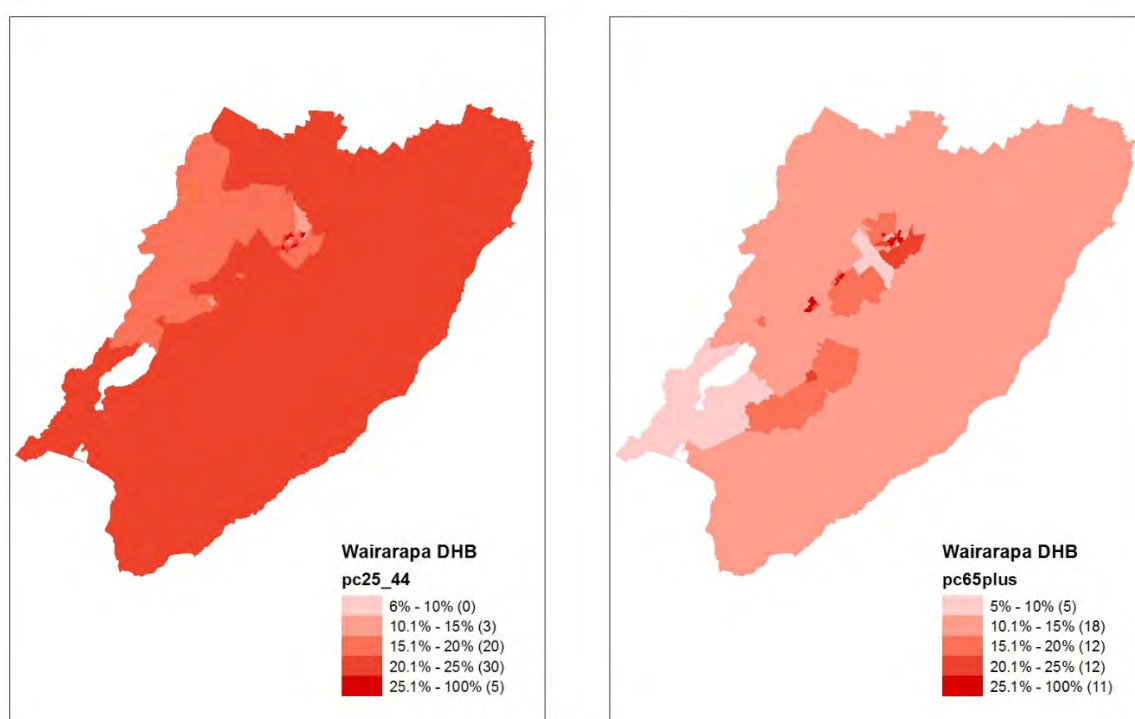 Wairarapa DHB
pc25_44
6% - 10% (0)
10.1% - 15% (3)
15.1% - 20% (20)
20.1% - 25% (30)
25.1% - 100% (5)
Wairarapa DHB
pc65plus
5% - 10% (5)
10.1% - 15% (18)
15.1% - 20% (12)
20.1% - 25% (12)
25.1% - 100% (11)